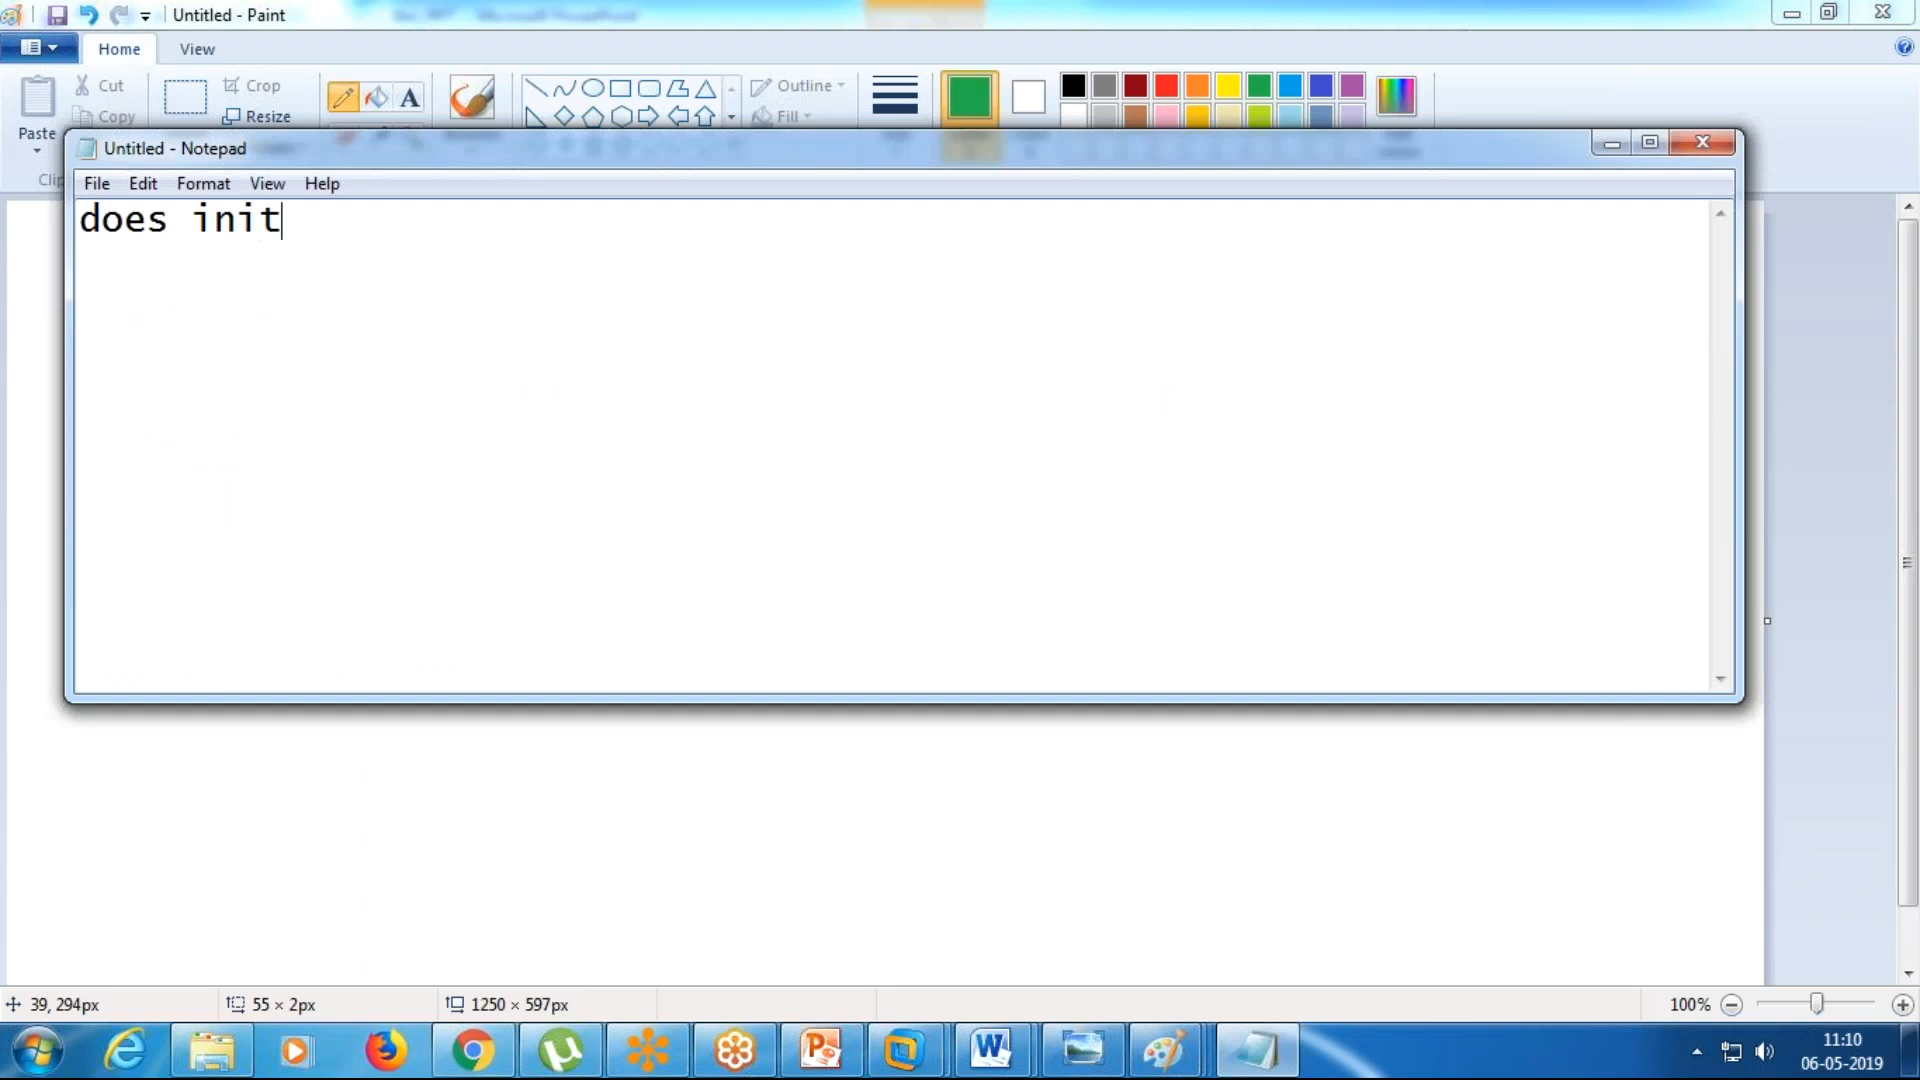 Untitled - Paint
Home View
Cut
Crop
Outline
Copy
Resize
Fill
Paste
Untitled - Notepad
File Edit Format View Help
does init
39, 294px
55 × 2px
1250 × 597px
100%
11:10
06-05-2019